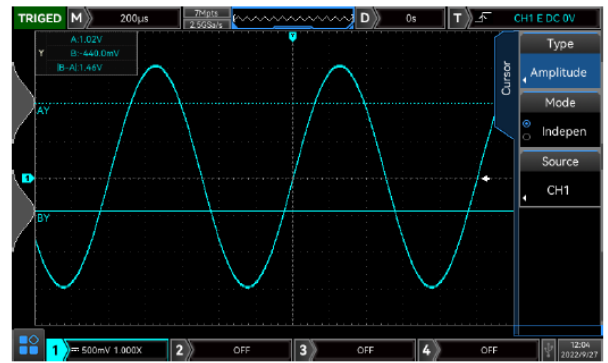 TRIGED M 200μs 7Mpts D 0s T CH1 E DC 0V
2.5GSa/s
A:1.02V
Y B:-440.0mV
|B-A|:1.46V
Cursor
Type
Amplitude
Mode
Indepen
Source
CH1
AY
1
BY
1 500mV 1.000X 2 OFF 3 OFF 4 OFF 12:04
2022/9/27